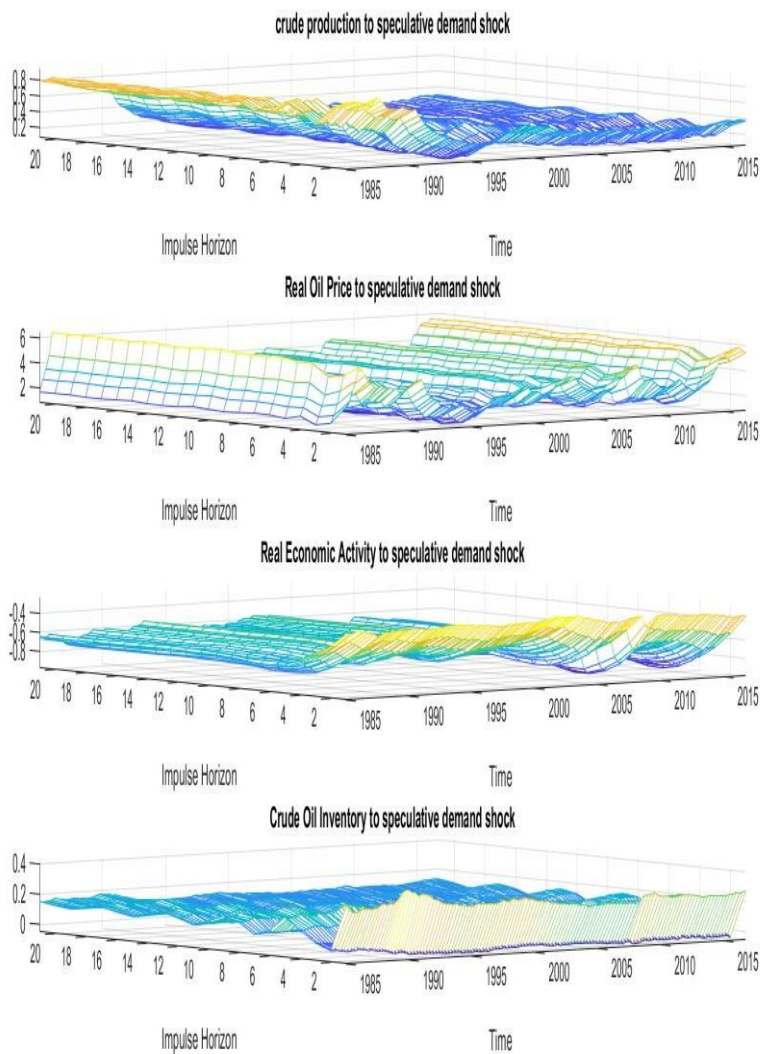 crude production to speculative demand shock
0.8
0.6
0.4
0.2
20 18 16 14 12 10 8 6 4 2 1985 1990 1995 2000 2005 2010 2015
Impulse Horizon Time
Real Oil Price to speculative demand shock
6
4
2
20 18 16 14 12 10 8 6 4 2 1985 1990 1995 2000 2005 2010 2015
Impulse Horizon Time
Real Economic Activity to speculative demand shock
-0.4
-0.6
-0.8
20 18 16 14 12 10 8 6 4 2 1985 1990 1995 2000 2005 2010 2015
Impulse Horizon Time
Crude Oil Inventory to speculative demand shock
0.4
0.2
0
20 18 16 14 12 10 8 6 4 2 1985 1990 1995 2000 2005 2010 2015
Impulse Horizon Time